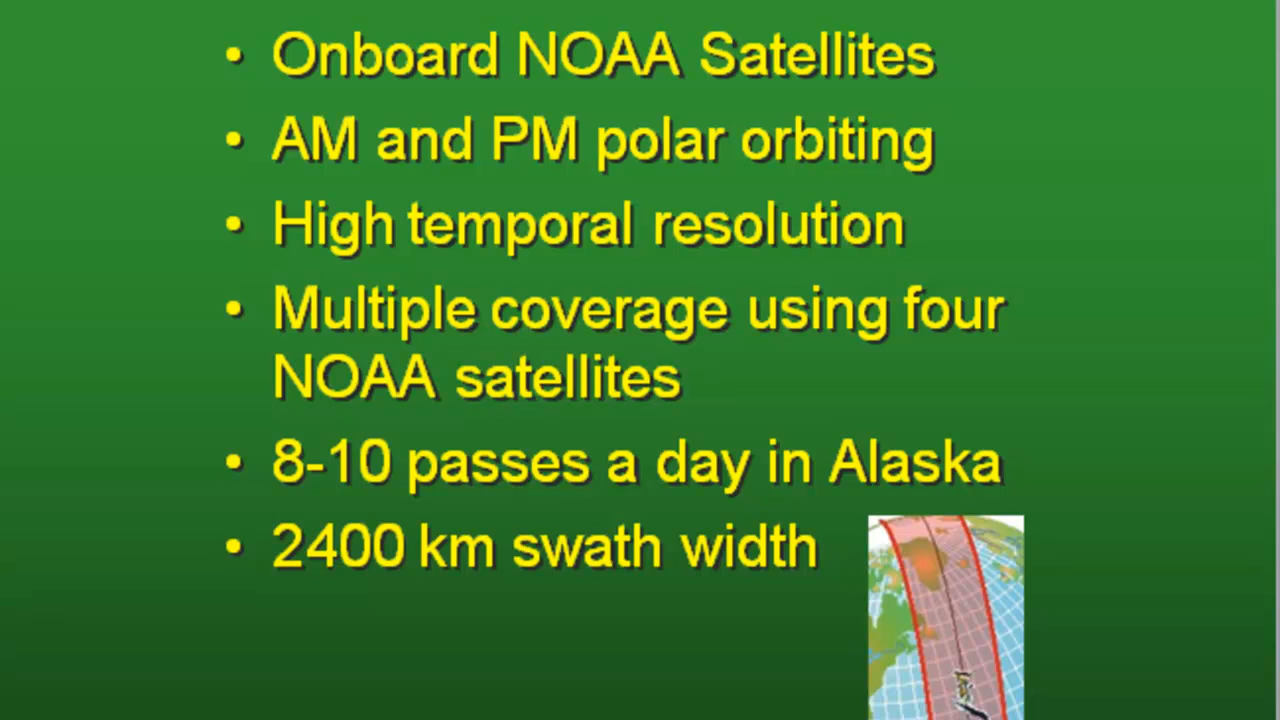 • Onboard NOAA Satellites
• AM and PM polar orbiting
• High temporal resolution
• Multiple coverage using four
NOAA satellites
• 8-10 passes a day in Alaska
• 2400 km swath width